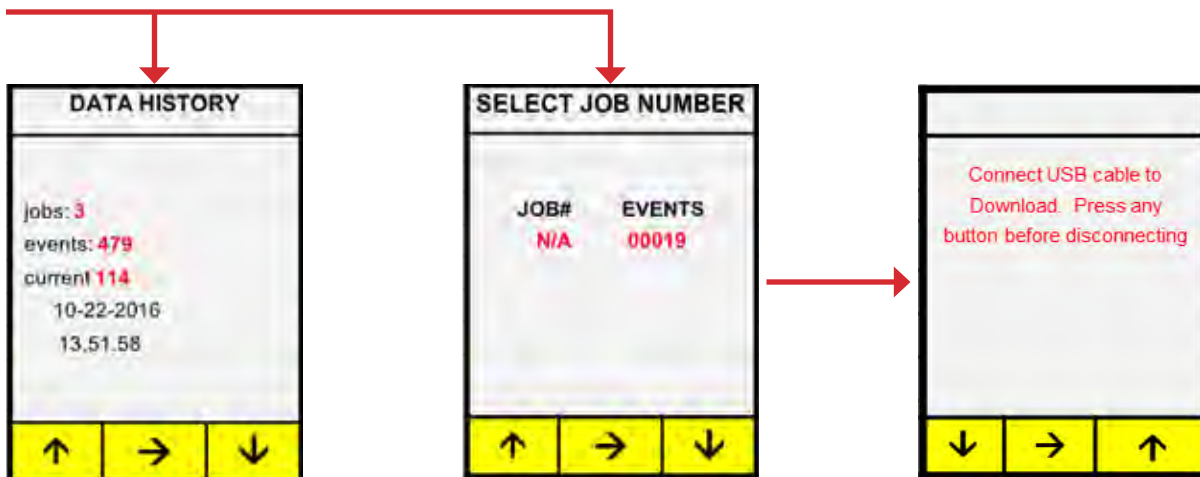 DATA HISTORY
jobs: 3
events: 479
current 114
10-22-2016
13.51.58
SELECT JOB NUMBER
JOB# EVENTS
N/A 00019
Connect USB cable to
Download. Press any
button before disconnecting